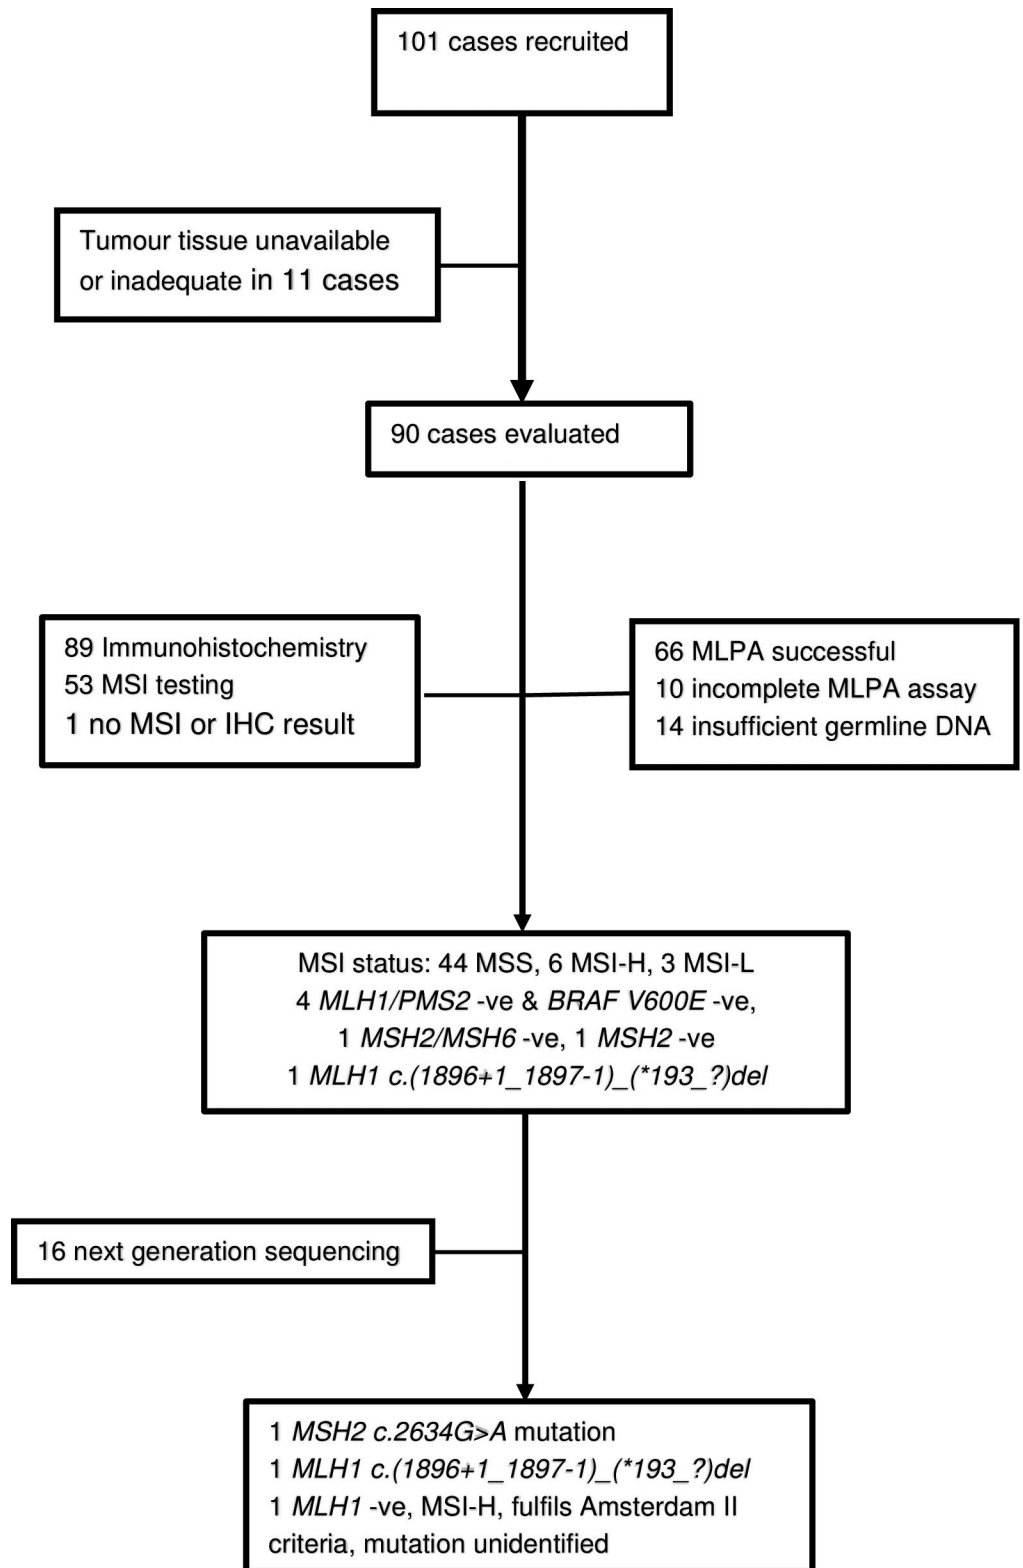 101 cases recruited
Tumour tissue unavailable
or inadequate in 11 cases
90 cases evaluated
89 Immunohistochemistry
53 MSI testing
1 no MSI or IHC result
66 MLPA successful
10 incomplete MLPA assay
14 insufficient germline DNA
MSI status: 44 MSS, 6 MSI-H, 3 MSI-L
4 MLH1/PMS2 -ve & BRAF V600E -ve,
1 MSH2/MSH6 -ve, 1 MSH2 -ve
1 MLH1 c.(1896+1_1897-1)_(*193_?)del
16 next generation sequencing
1 MSH2 c.2634G>A mutation
1 MLH1 c.(1896+1_1897-1)_(*193_?)del
1 MLH1 -ve, MSI-H, fulfils Amsterdam II
criteria, mutation unidentified